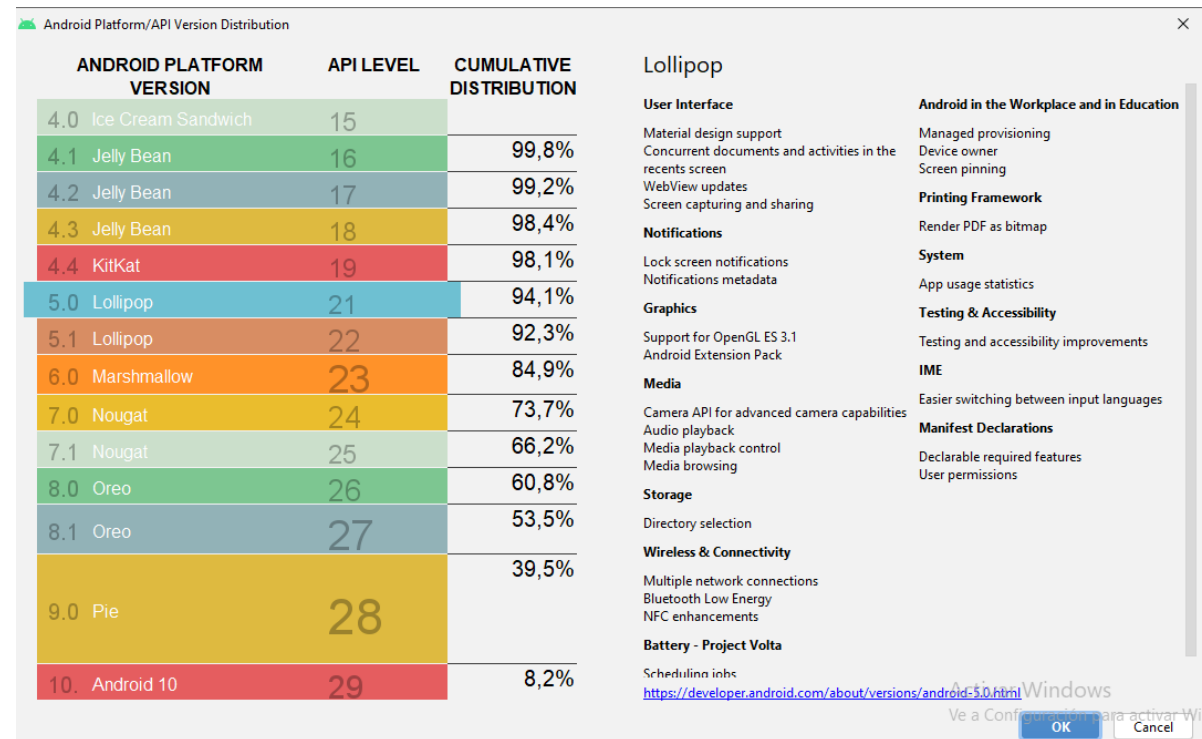 Android Platform/API Version Distribution
ANDROID PLATFORM VERSION API LEVEL CUMULATIVE DISTRIBUTION
4.0 Ice Cream Sandwich 15
4.1 Jelly Bean 16 99,8%
4.2 Jelly Bean 17 99,2%
4.3 Jelly Bean 18 98,4%
4.4 KitKat 19 98,1%
5.0 Lollipop 21 94,1%
5.1 Lollipop 22 92,3%
6.0 Marshmallow 23 84,9%
7.0 Nougat 24 73,7%
7.1 Nougat 25 66,2%
8.0 Oreo 26 60,8%
8.1 Oreo 27 53,5%
9.0 Pie 28 39,5%
10. Android 10 29 8,2%
Lollipop
User Interface
Material design support
Concurrent documents and activities in the
recents screen
WebView updates
Screen capturing and sharing
Notifications
Lock screen notifications
Notifications metadata
Graphics
Support for OpenGL ES 3.1
Android Extension Pack
Media
Camera API for advanced camera capabilities
Audio playback
Media playback control
Media browsing
Storage
Directory selection
Wireless & Connectivity
Multiple network connections
Bluetooth Low Energy
NFC enhancements
Battery - Project Volta
Scheduling jobs
Android in the Workplace and in Education
Managed provisioning
Device owner
Screen pinning
Printing Framework
Render PDF as bitmap
System
App usage statistics
Testing & Accessibility
Testing and accessibility improvements
IME
Easier switching between input languages
Manifest Declarations
Declarable required features
User permissions
https://developer.android.com/about/versions/android-5.0.html
Activar Windows
Ve a Configuración para activar Wi
OK Cancel